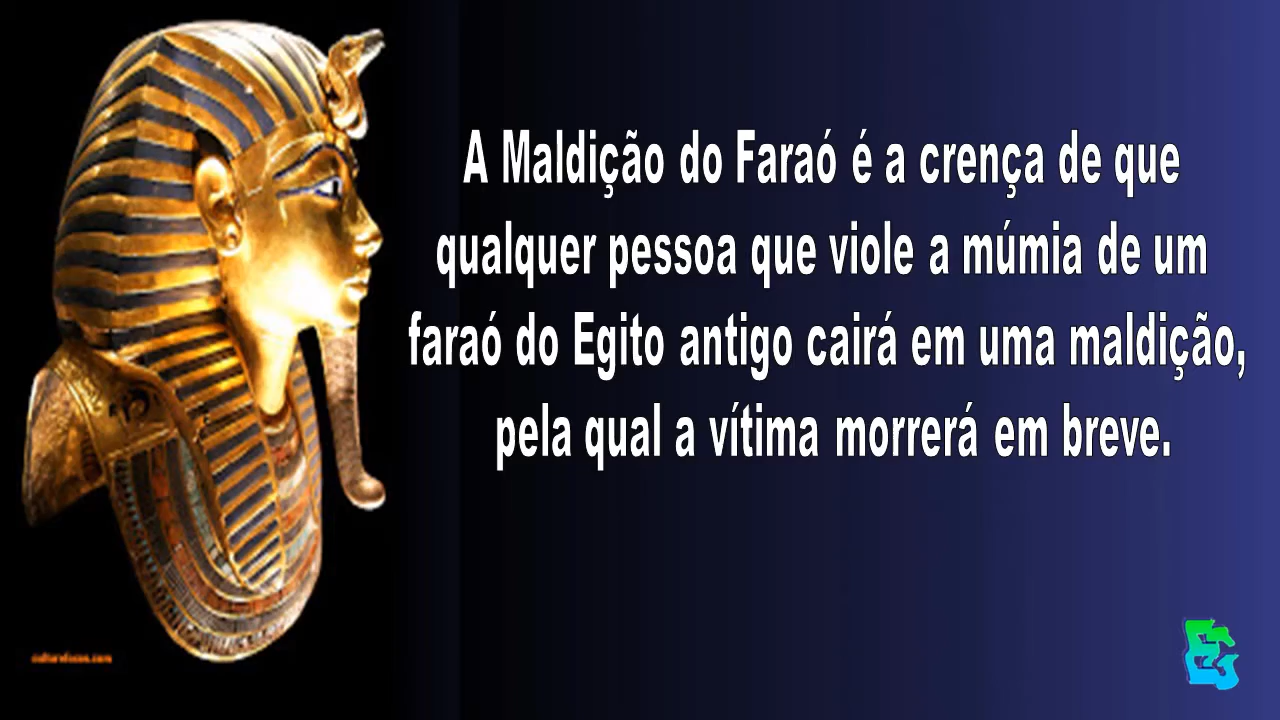 A Maldição do Faraó é a crença de que
qualquer pessoa que viole a múmia de um
faraó do Egito antigo cairá em uma maldição,
pela qual a vítima morrerá em breve.